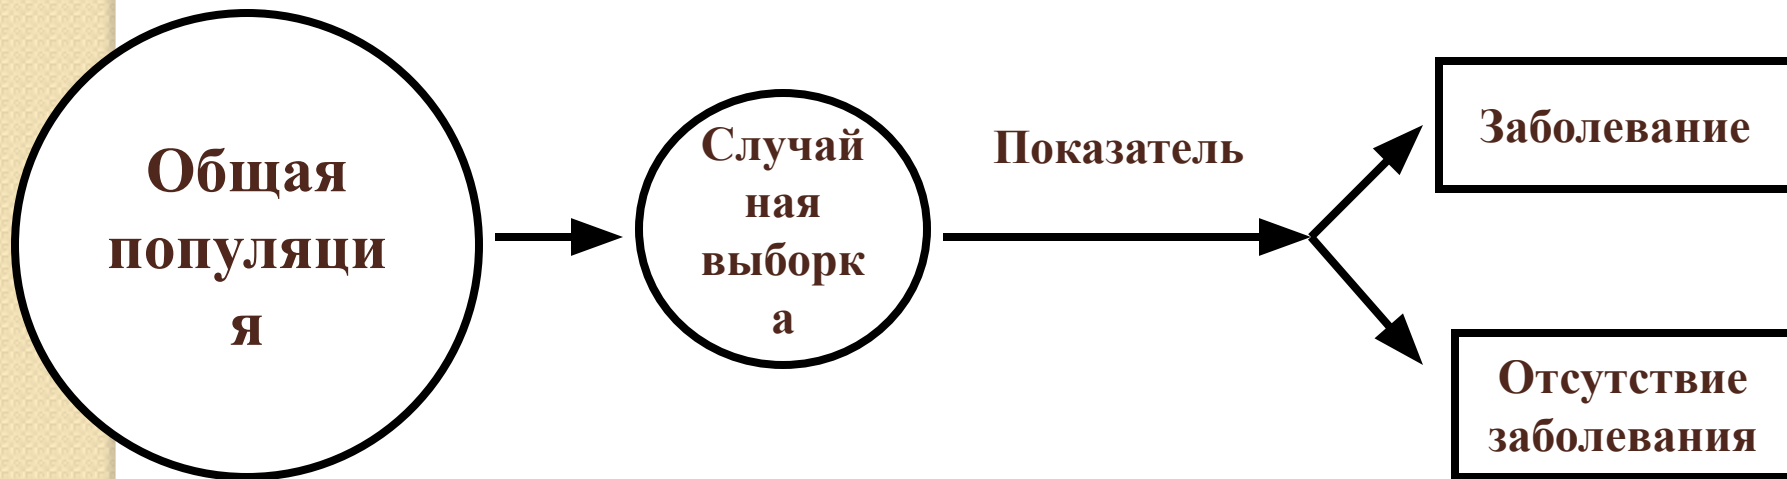 Общая
популяци
я
Случай
ная
выборк
а
Показатель
Заболевание
Отсутствие
заболевания